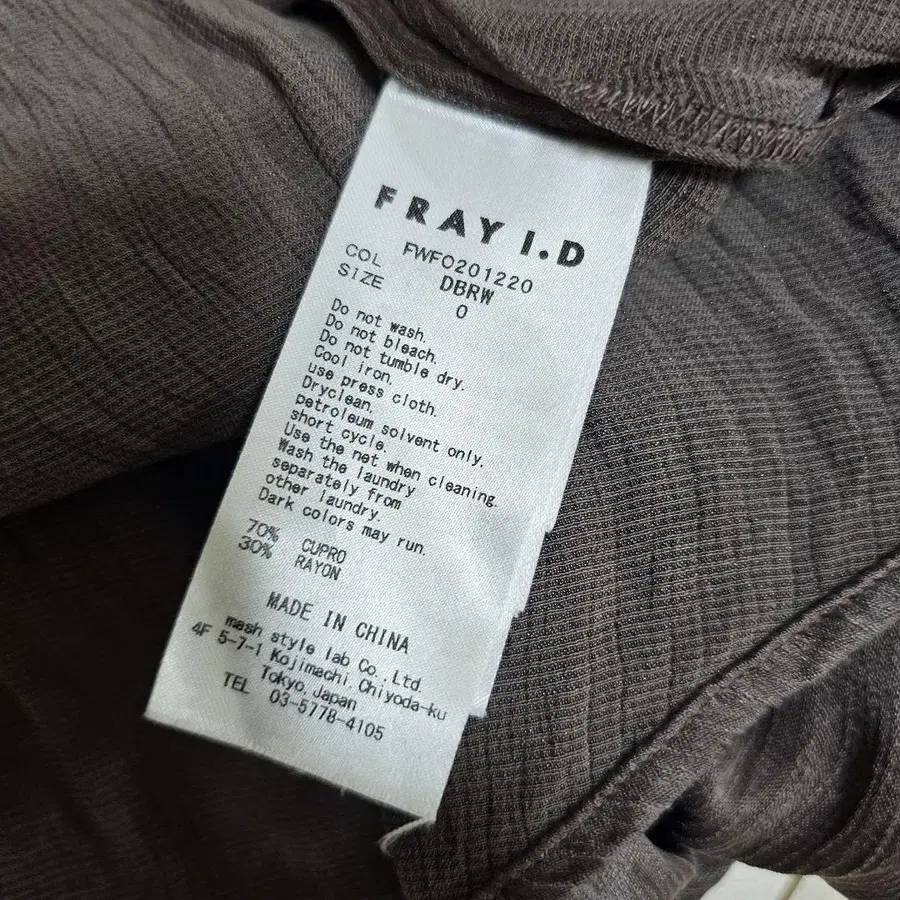 FRAY I.D
FWFO201220
COL DBRW
SIZE 0
Do not wash.
Do not bleach.
Do not tumble dry.
Cool iron.
use press cloth.
Dryclean.
petroleum solvent only.
short cycle.
Use the net when cleaning.
Wash the laundry
separately from
other laundry.
Dark colors may run.
70% CUPRO
30% RAYON
MADE IN CHINA
mash style lab Co., Ltd.
4F 5-7-1 Kojimachi, Chiyoda-ku
Tokyo, Japan
TEL 03-5778-4105